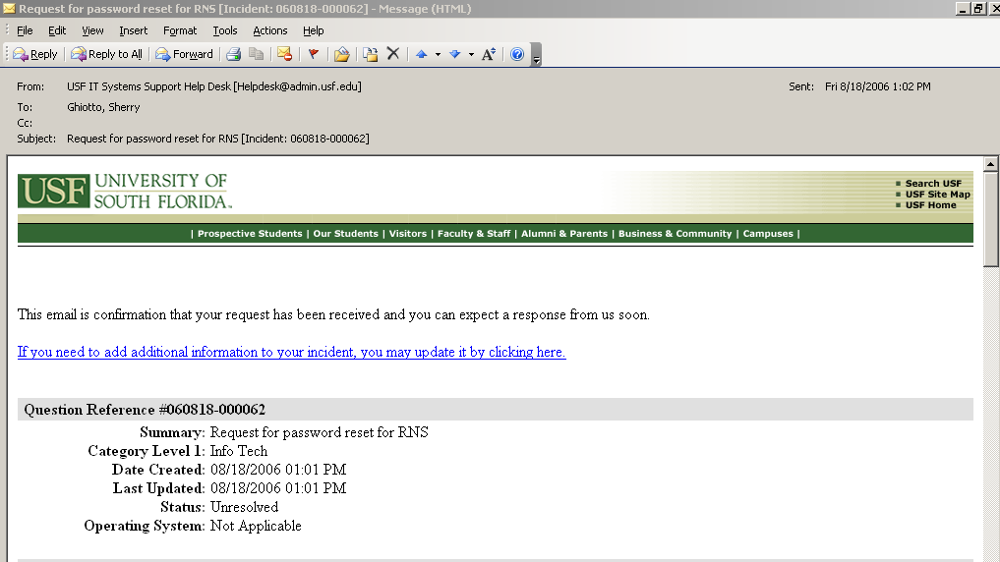 Request for password reset for RNS [Incident: 060818-000062] - Message (HTML)
File Edit View Insert Format Tools Actions Help
Reply Reply to All Forward
From: USF IT Systems Support Help Desk [Helpdesk@admin.usf.edu] Sent: Fri 8/18/2006 1:02 PM
To: Ghiotto, Sherry
Cc:
Subject: Request for password reset for RNS [Incident: 060818-000062]
USF UNIVERSITY OF
SOUTH FLORIDA
Search USF
USF Site Map
USF Home
| Prospective Students | Our Students | Visitors | Faculty & Staff | Alumni & Parents | Business & Community | Campuses |
This email is confirmation that your request has been received and you can expect a response from us soon.
If you need to add additional information to your incident, you may update it by clicking here.
Question Reference #060818-000062
Summary: Request for password reset for RNS
Category Level 1: Info Tech
Date Created: 08/18/2006 01:01 PM
Last Updated: 08/18/2006 01:01 PM
Status: Unresolved
Operating System: Not Applicable